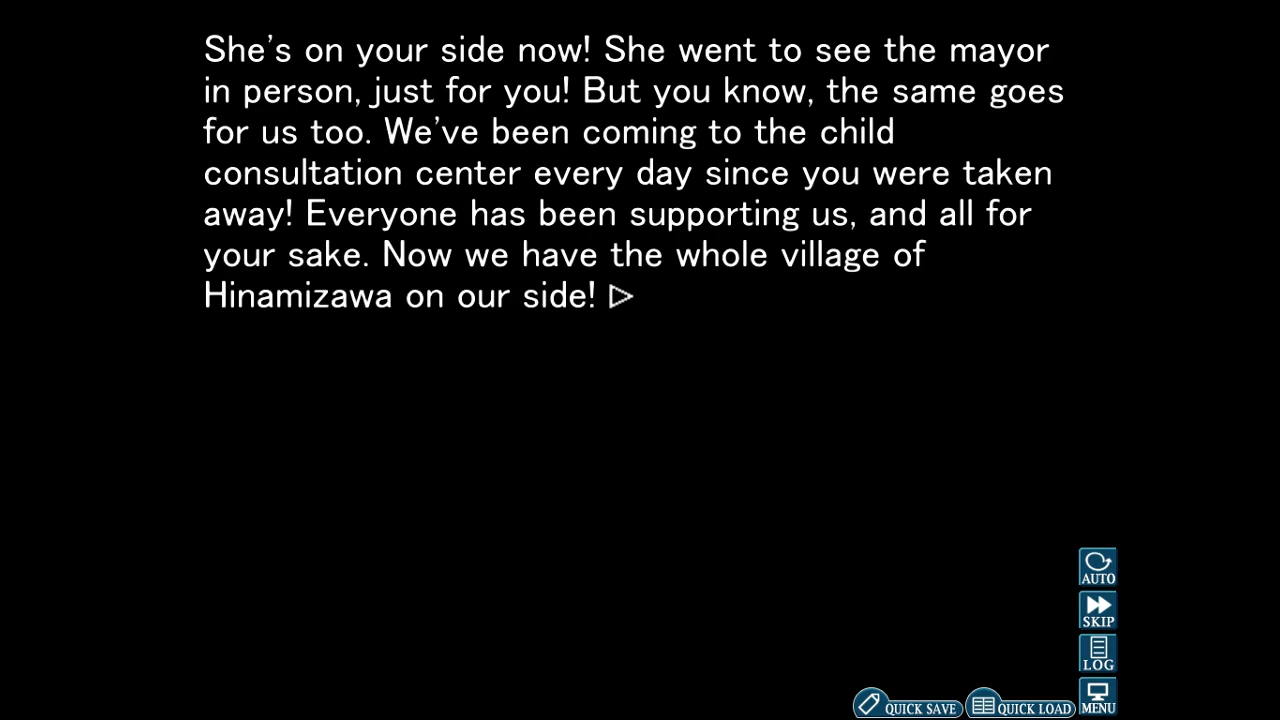 She’s on your side now! She went to see the mayor
in person, just for you! But you know, the same goes
for us too. We’ve been coming to the child
consultation center every day since you were taken
away! Everyone has been supporting us, and all for
your sake. Now we have the whole village of
Hinamizawa on our side!
AUTO
SKIP
LOG
MENU
QUICK SAVE
QUICK LOAD